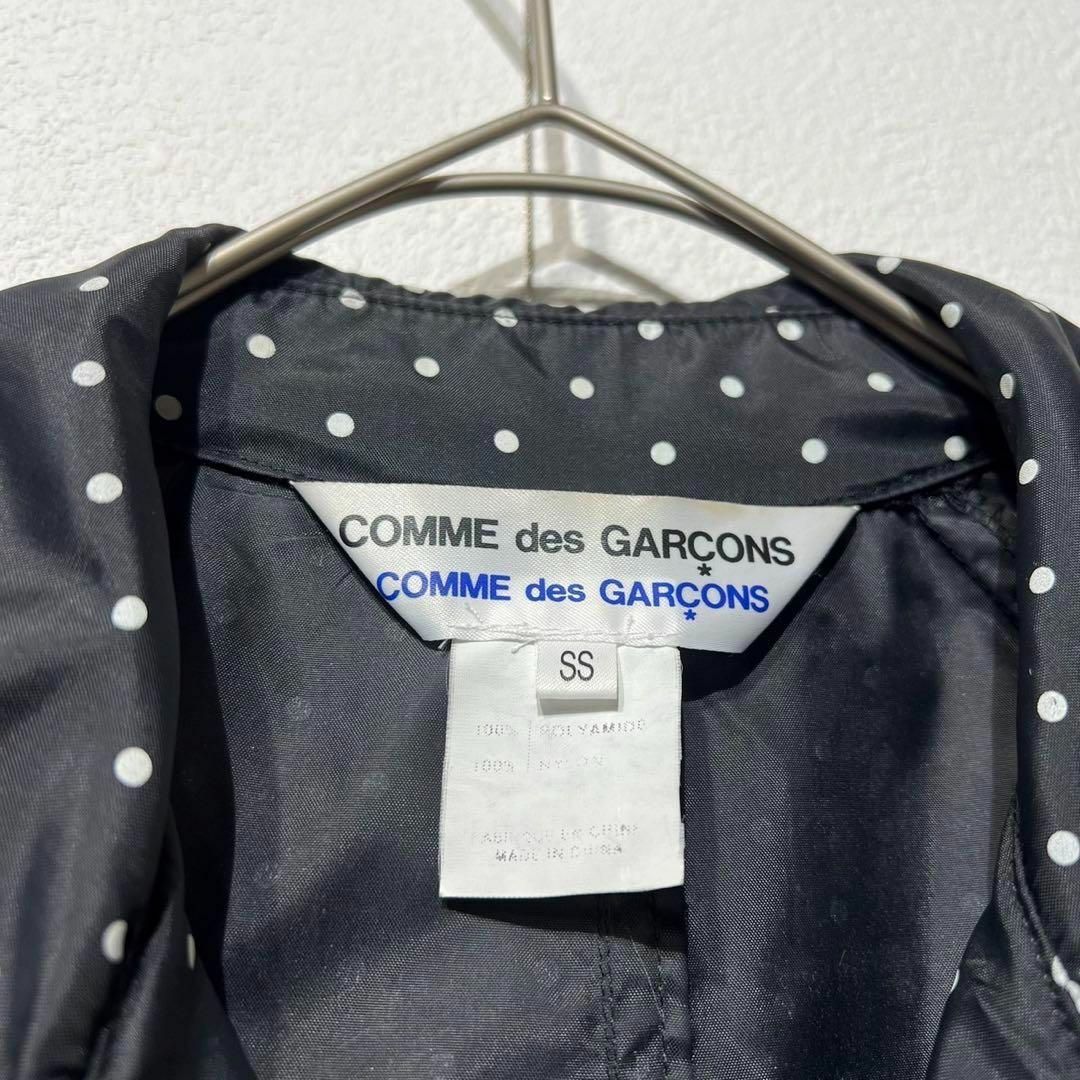 COMME des GARÇONS
*
COMME des GARÇONS
*
SS
100% POLYAMIDE
100% NYLON
FABRIQUE EN CHINE
MADE IN CHINA